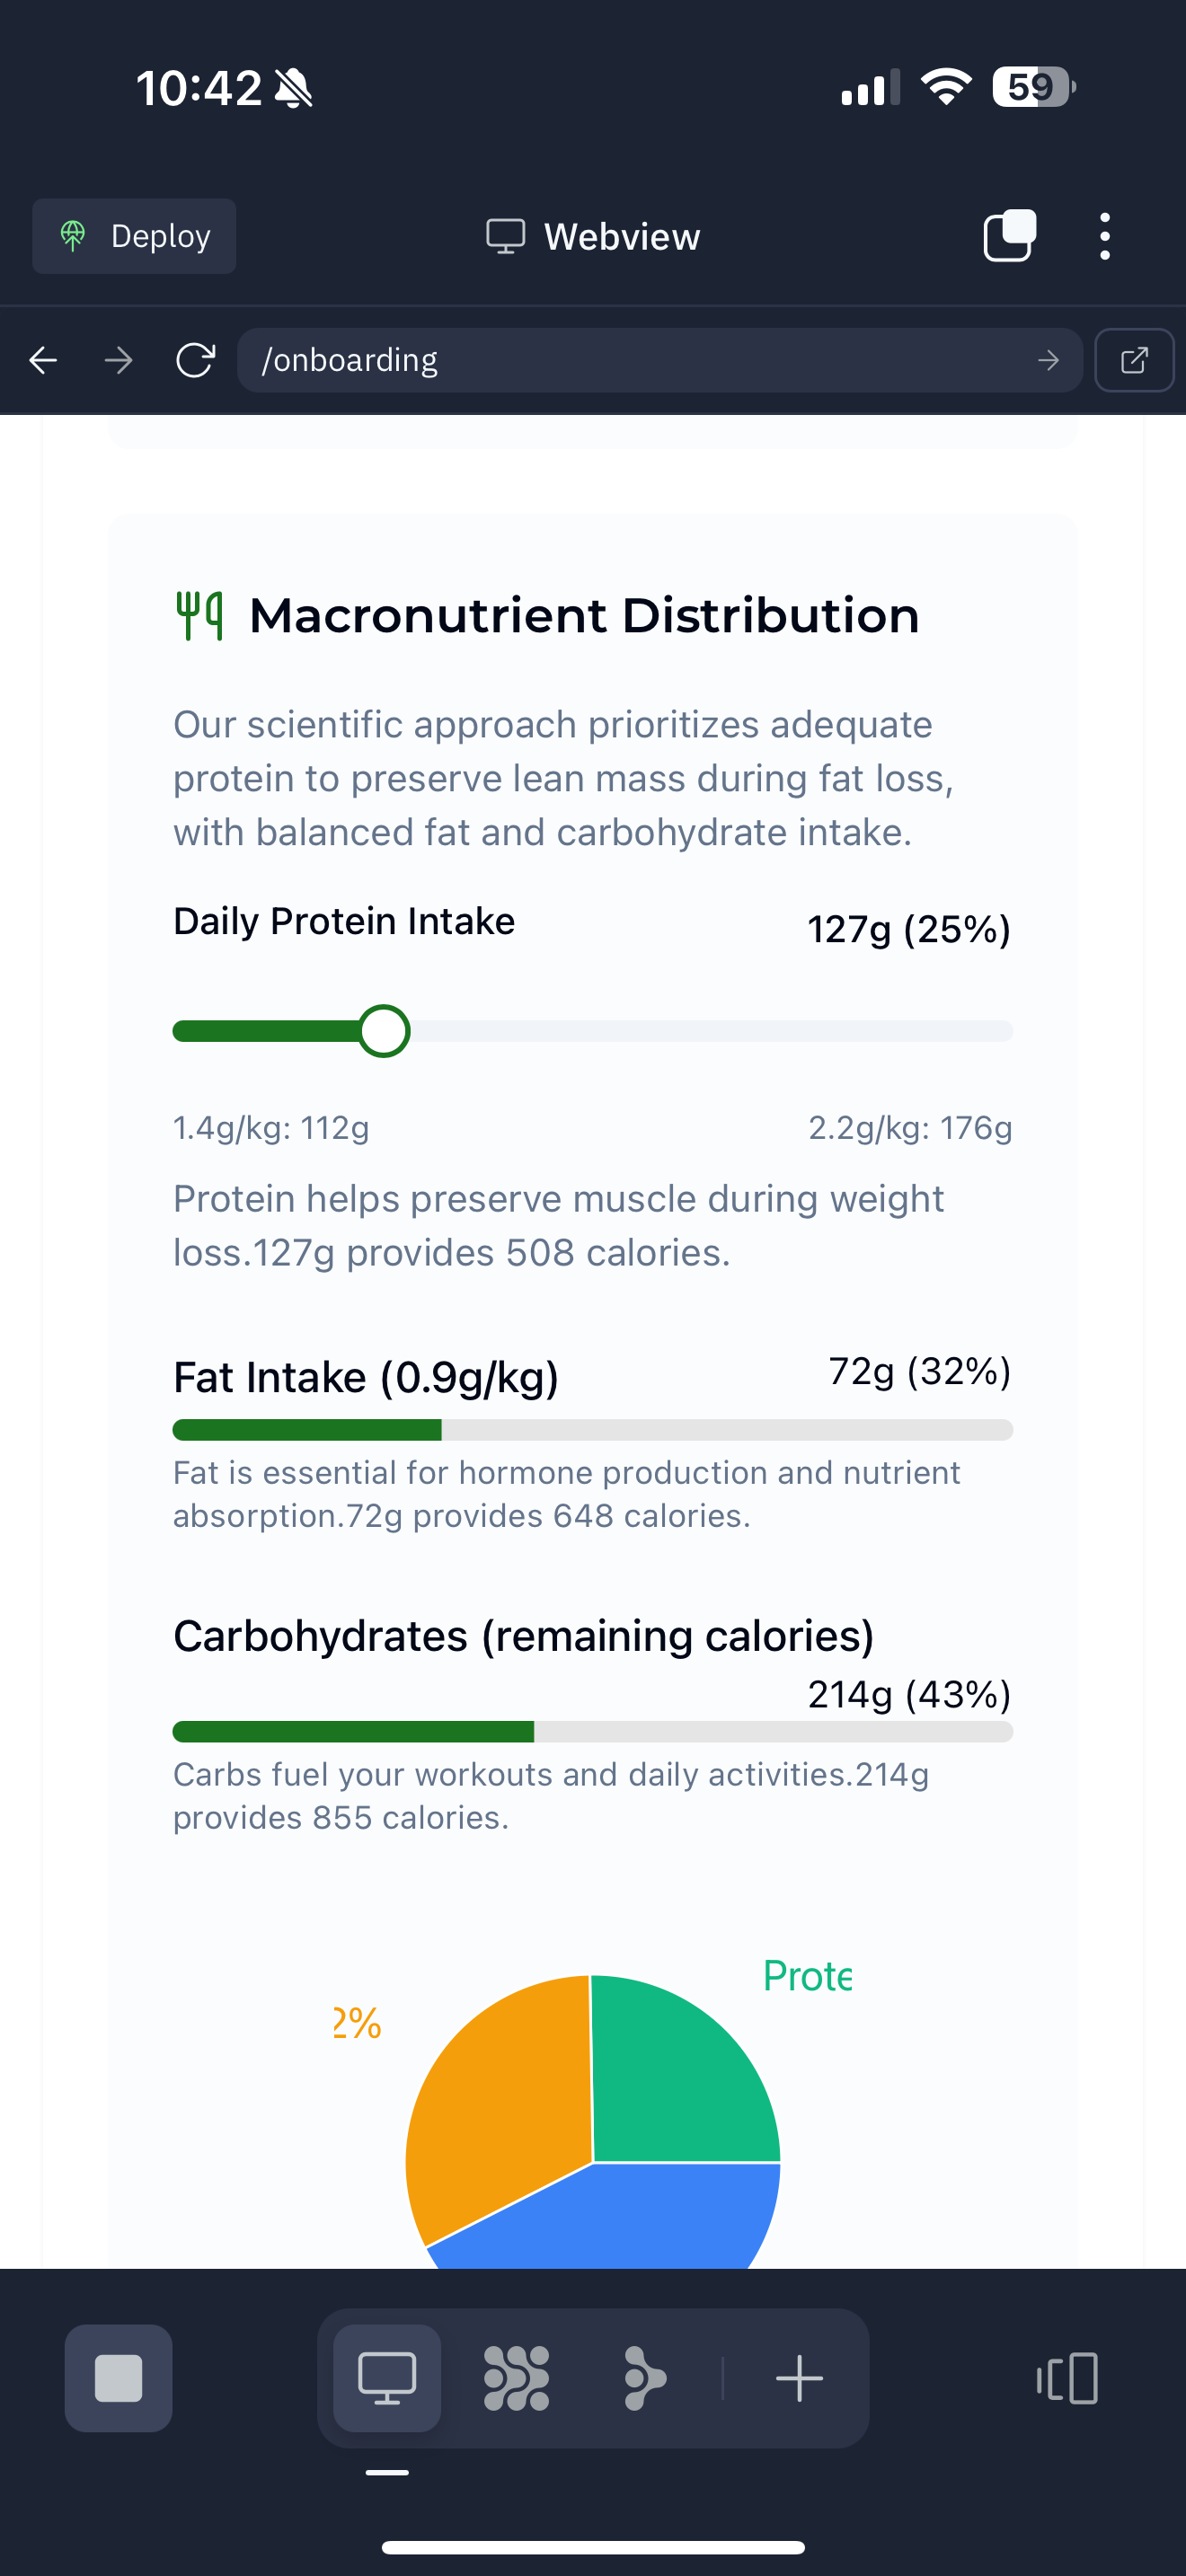 10:42
59
Deploy
Webview
/onboarding
Macronutrient Distribution
Our scientific approach prioritizes adequate
protein to preserve lean mass during fat loss,
with balanced fat and carbohydrate intake.
Daily Protein Intake
127g (25%)
1.4g/kg: 112g
2.2g/kg: 176g
Protein helps preserve muscle during weight
loss.127g provides 508 calories.
Fat Intake (0.9g/kg)
72g (32%)
Fat is essential for hormone production and nutrient
absorption.72g provides 648 calories.
Carbohydrates (remaining calories)
214g (43%)
Carbs fuel your workouts and daily activities.214g
provides 855 calories.
Prote
2%